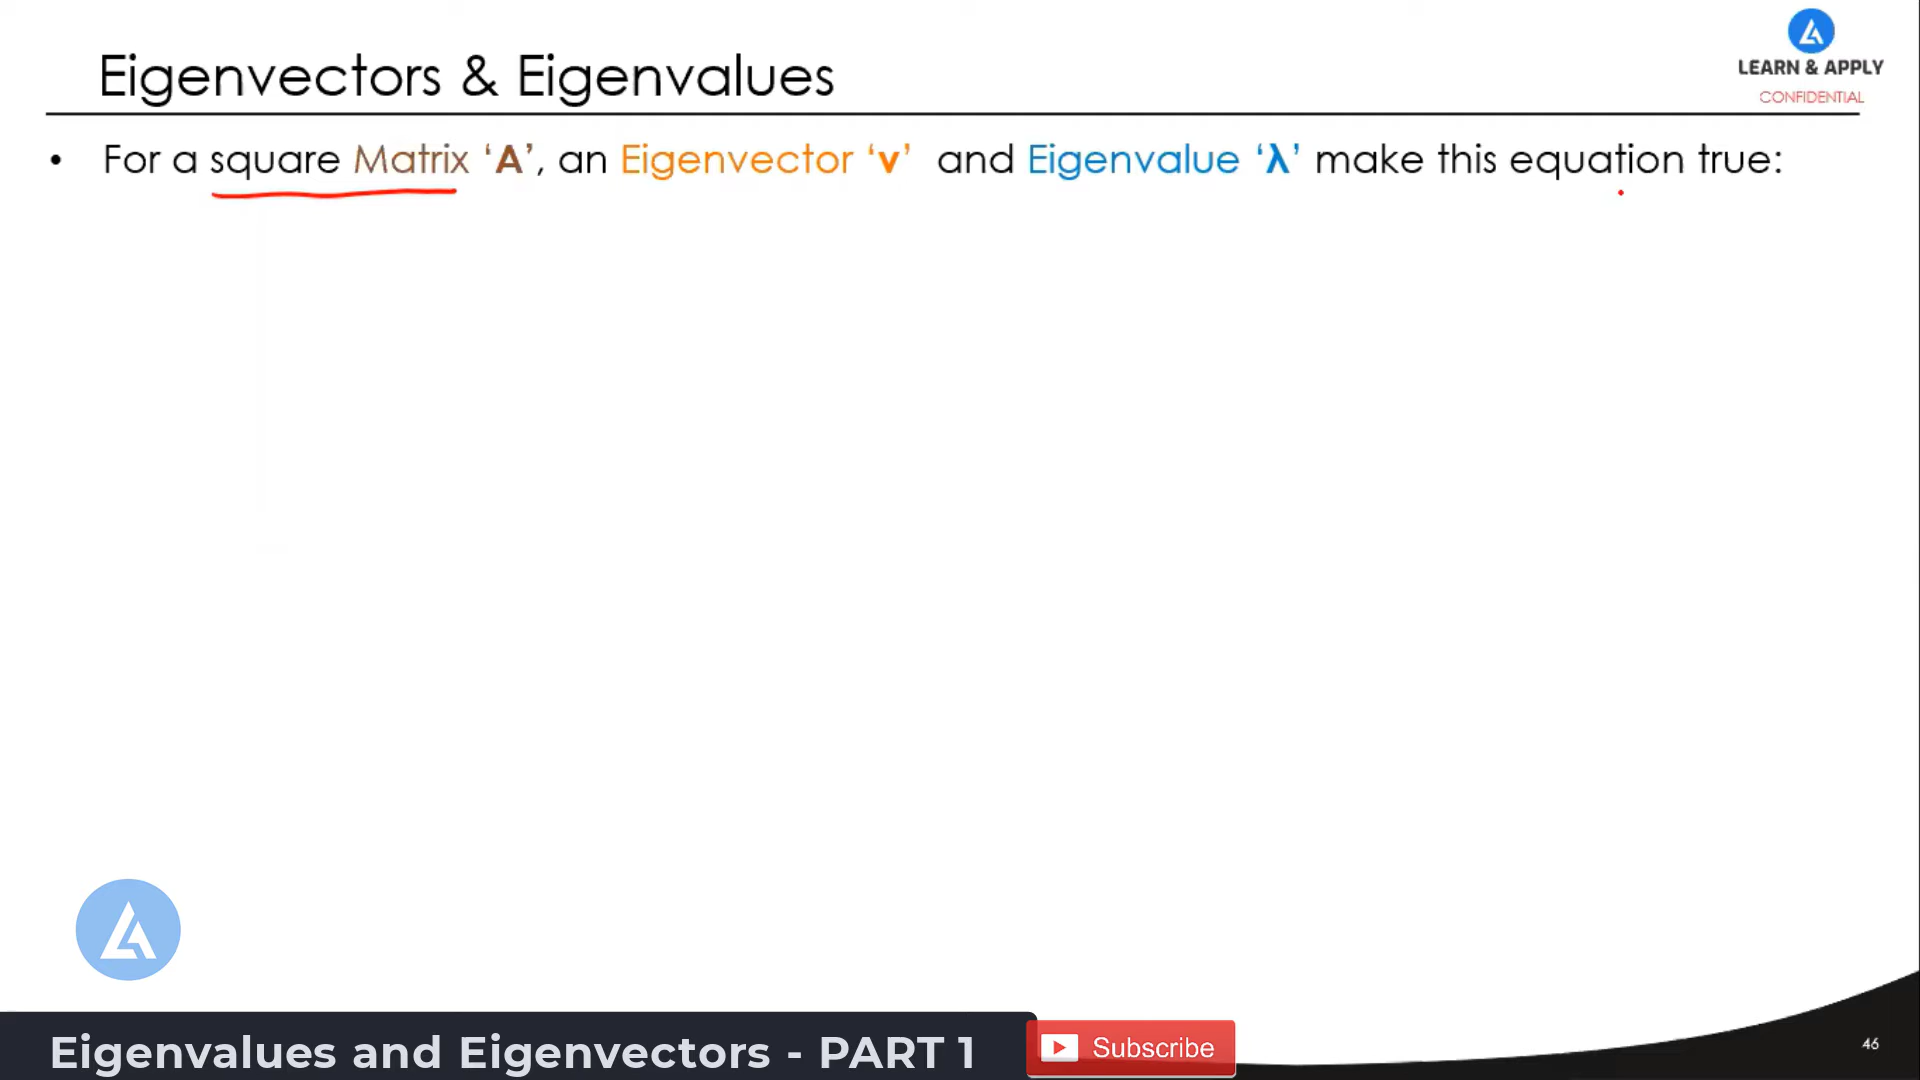 Eigenvectors & Eigenvalues
LEARN & APPLY
CONFIDENTIAL
• For a square Matrix ‘A’, an Eigenvector ‘v’ and Eigenvalue ‘λ’ make this equation true:
Eigenvalues and Eigenvectors - PART 1
Subscribe
46